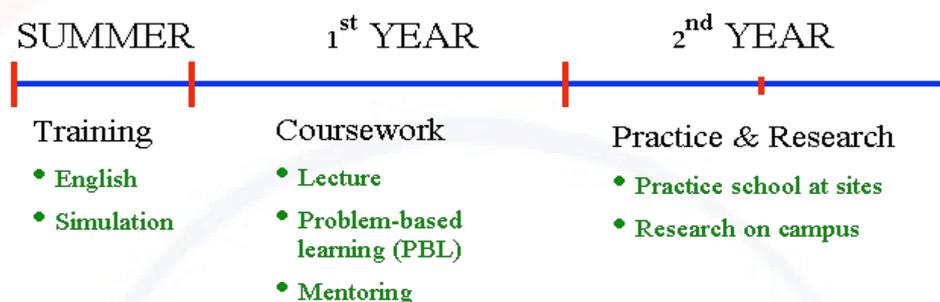 SUMMER
1st YEAR
2nd YEAR
Training
• English
• Simulation
Coursework
• Lecture
• Problem-based
learning (PBL)
• Mentoring
Practice & Research
• Practice school at sites
• Research on campus